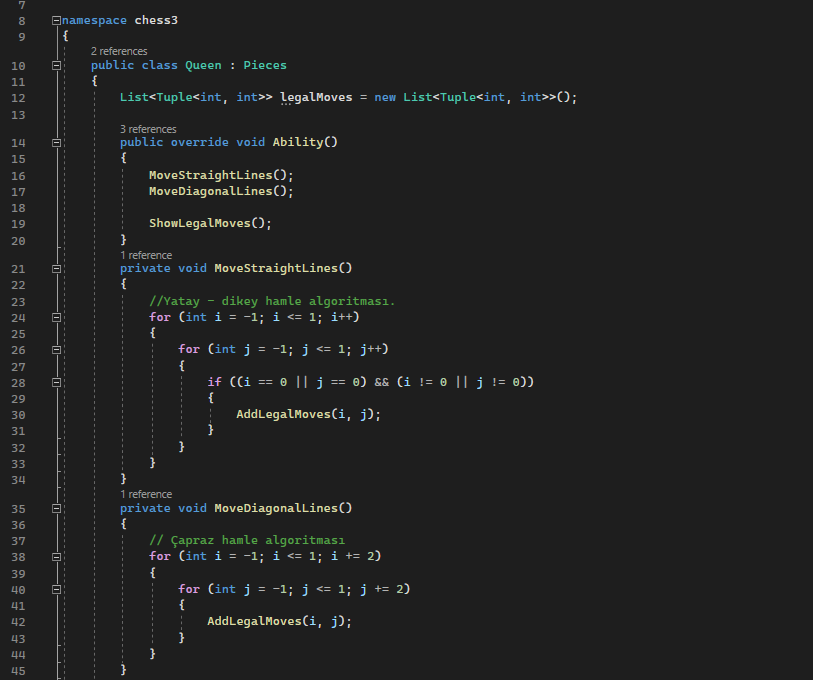 7
8 namespace chess3
9 {
2 references
10 public class Queen : Pieces
11 {
12 List<Tuple<int, int>> legalMoves = new List<Tuple<int, int>>();
13
3 references
14 public override void Ability()
15 {
16 MoveStraightLines();
17 MoveDiagonalLines();
18
19 ShowLegalMoves();
20 }
1 reference
21 private void MoveStraightLines()
22 {
23 //Yatay - dikey hamle algoritması.
24 for (int i = -1; i <= 1; i++)
25 {
26 for (int j = -1; j <= 1; j++)
27 {
28 if ((i == 0 || j == 0) && (i != 0 || j != 0))
29 {
30 AddLegalMoves(i, j);
31 }
32 }
33 }
34 }
1 reference
35 private void MoveDiagonalLines()
36 {
37 // Çapraz hamle algoritması
38 for (int i = -1; i <= 1; i += 2)
39 {
40 for (int j = -1; j <= 1; j += 2)
41 {
42 AddLegalMoves(i, j);
43 }
44 }
45 }